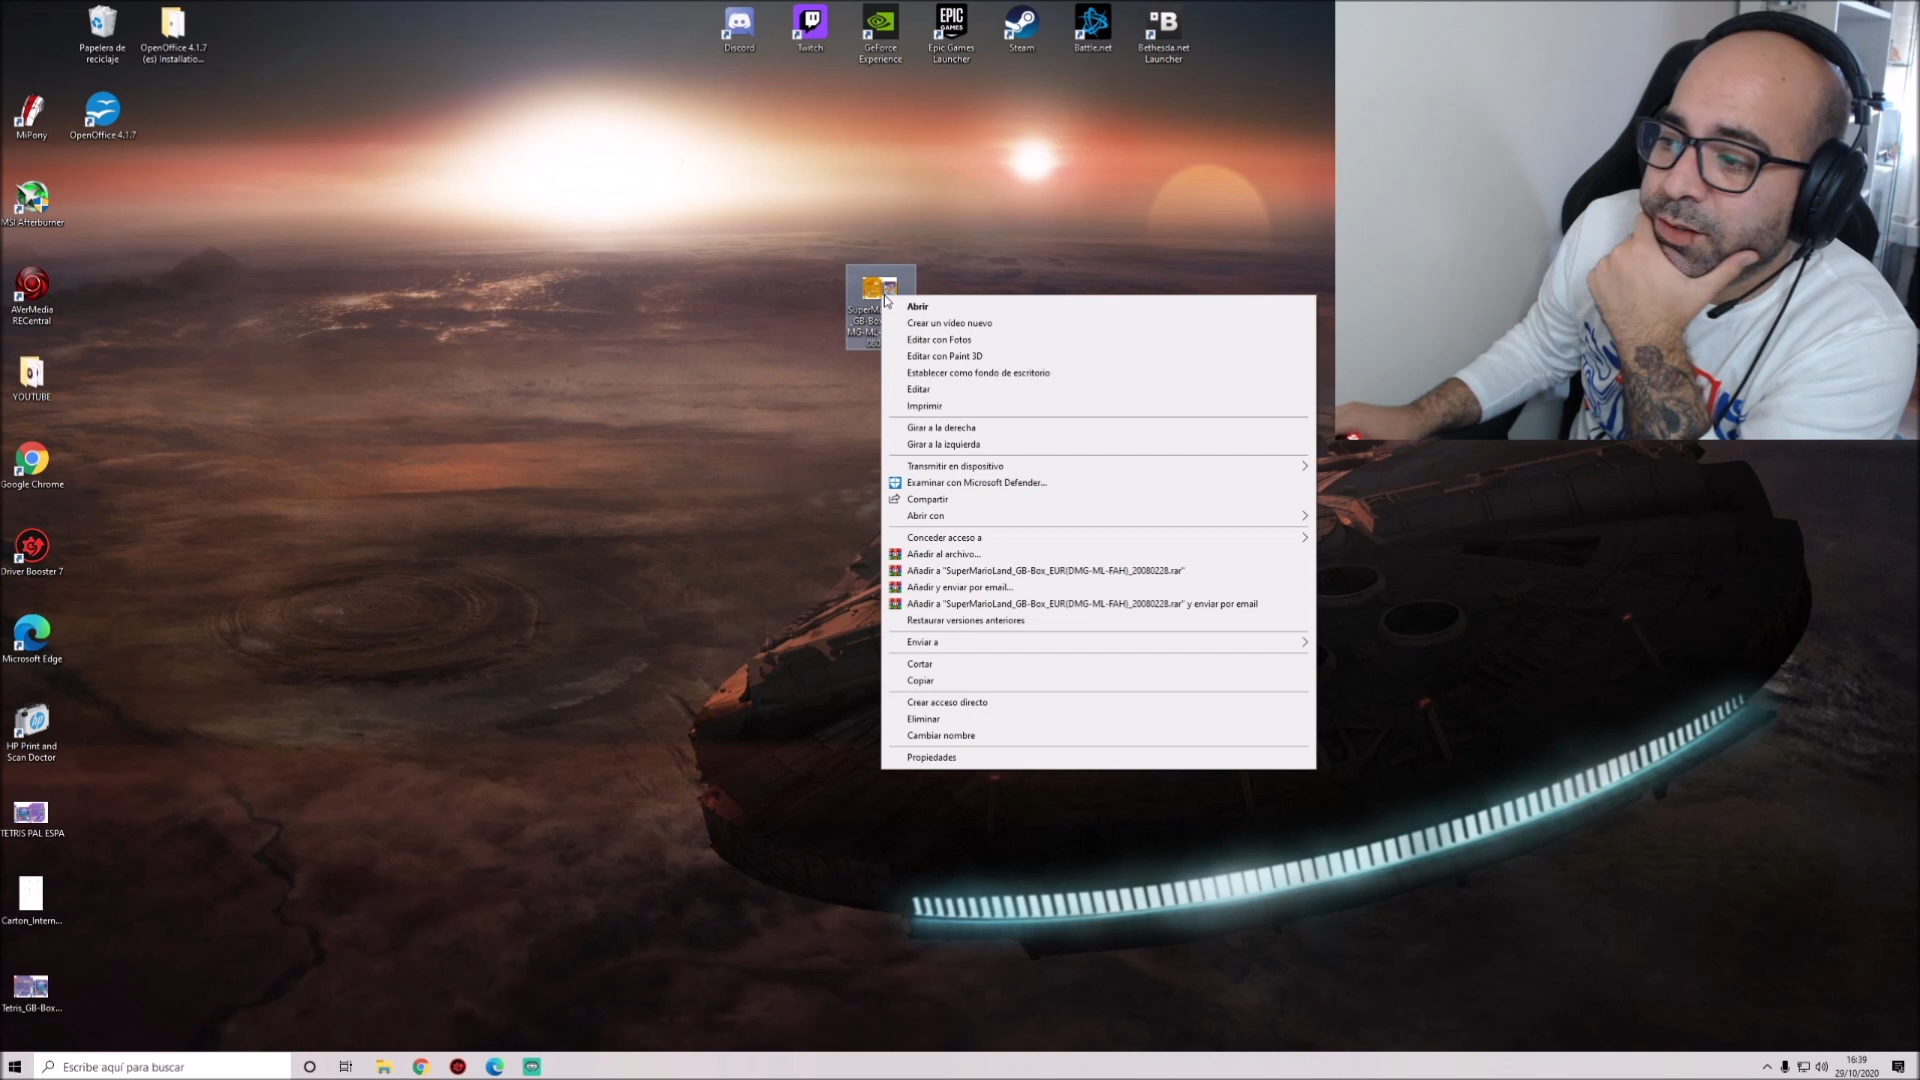 Papelera de
reciclaje
OpenOffice 4.1.7
(es) Installatio...
Discord
Twitch
GeForce
Experience
EPIC
GAMES
Epic Games
Launcher
Steam
Battle.net
B
Bethesda.net
Launcher
MiPony
OpenOffice 4.1.7
MSI Afterburner
AVerMedia
RECentral
YOUTUBE
Google Chrome
Driver Booster 7
Microsoft Edge
HP Print and
Scan Doctor
TETRIS PAL ESPA
Carton_Intern...
Tetris_GB-Box...
Abrir
Crear un vídeo nuevo
Editar con Fotos
Editar con Paint 3D
Establecer como fondo de escritorio
Editar
Imprimir
Girar a la derecha
Girar a la izquierda
Transmitir en dispositivo
Examinar con Microsoft Defender...
Compartir
Abrir con
Conceder acceso a
Añadir al archivo...
Añadir a "SuperMarioLand_GB-Box_EUR(DMG-ML-FAH)_20080228.rar"
Añadir y enviar por email...
Añadir a "SuperMarioLand_GB-Box_EUR(DMG-ML-FAH)_20080228.rar" y enviar por email
Restaurar versiones anteriores
Enviar a
Cortar
Copiar
Crear acceso directo
Eliminar
Cambiar nombre
Propiedades
Escribe aquí para buscar
16:39
29/10/2020